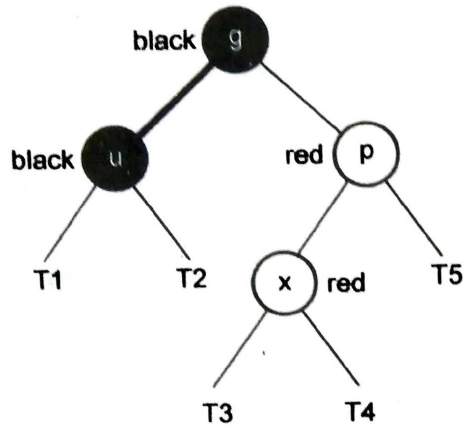 black g
black u
red p
T1
T2
x red
T5
T3
T4